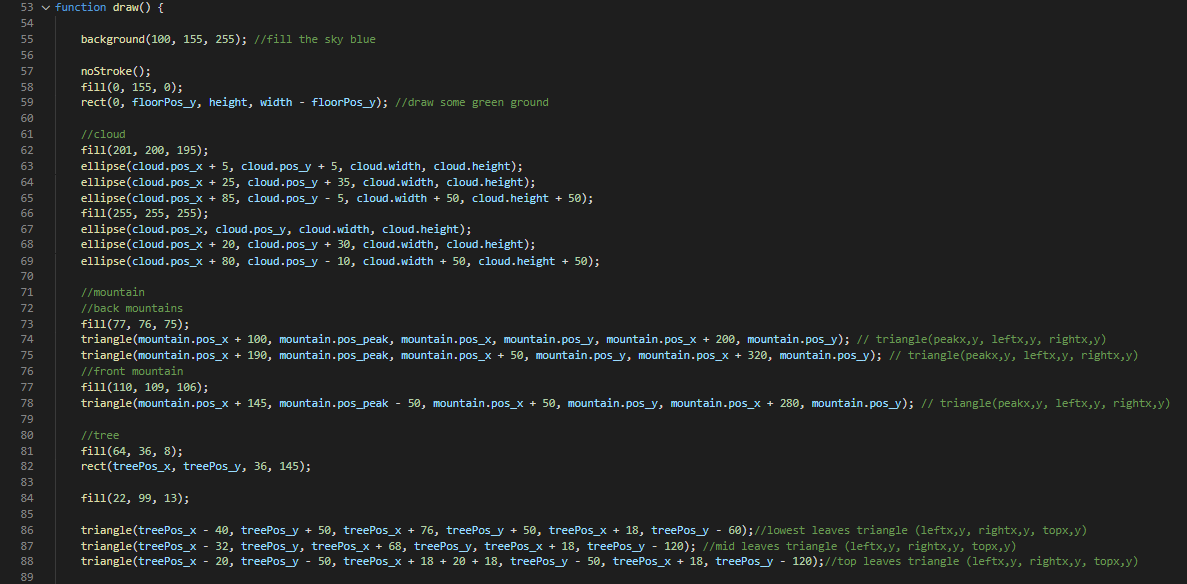 53 function draw() {
54
55 background(100, 155, 255); //fill the sky blue
56
57 noStroke();
58 fill(0, 155, 0);
59 rect(0, floorPos_y, height, width - floorPos_y); //draw some green ground
60
61 //cloud
62 fill(201, 200, 195);
63 ellipse(cloud.pos_x + 5, cloud.pos_y + 5, cloud.width, cloud.height);
64 ellipse(cloud.pos_x + 25, cloud.pos_y + 35, cloud.width, cloud.height);
65 ellipse(cloud.pos_x + 85, cloud.pos_y - 5, cloud.width + 50, cloud.height + 50);
66 fill(255, 255, 255);
67 ellipse(cloud.pos_x, cloud.pos_y, cloud.width, cloud.height);
68 ellipse(cloud.pos_x + 20, cloud.pos_y + 30, cloud.width, cloud.height);
69 ellipse(cloud.pos_x + 80, cloud.pos_y - 10, cloud.width + 50, cloud.height + 50);
70
71 //mountain
72 //back mountains
73 fill(77, 76, 75);
74 triangle(mountain.pos_x + 100, mountain.pos_peak, mountain.pos_x, mountain.pos_y, mountain.pos_x + 200, mountain.pos_y); // triangle(peakx,y, leftx,y, rightx,y)
75 triangle(mountain.pos_x + 190, mountain.pos_peak, mountain.pos_x + 50, mountain.pos_y, mountain.pos_x + 320, mountain.pos_y); // triangle(peakx,y, leftx,y, rightx,y)
76 //front mountain
77 fill(110, 109, 106);
78 triangle(mountain.pos_x + 145, mountain.pos_peak - 50, mountain.pos_x + 50, mountain.pos_y, mountain.pos_x + 280, mountain.pos_y); // triangle(peakx,y, leftx,y, rightx,y)
79
80 //tree
81 fill(64, 36, 8);
82 rect(treePos_x, treePos_y, 36, 145);
83
84 fill(22, 99, 13);
85
86 triangle(treePos_x - 40, treePos_y + 50, treePos_x + 76, treePos_y + 50, treePos_x + 18, treePos_y - 60);//lowest leaves triangle (leftx,y, rightx,y, topx,y)
87 triangle(treePos_x - 32, treePos_y, treePos_x + 68, treePos_y, treePos_x + 18, treePos_y - 120); //mid leaves triangle (leftx,y, rightx,y, topx,y)
88 triangle(treePos_x - 20, treePos_y - 50, treePos_x + 18 + 20 + 18, treePos_y - 50, treePos_x + 18, treePos_y - 120);//top leaves triangle (leftx,y, rightx,y, topx,y)
89